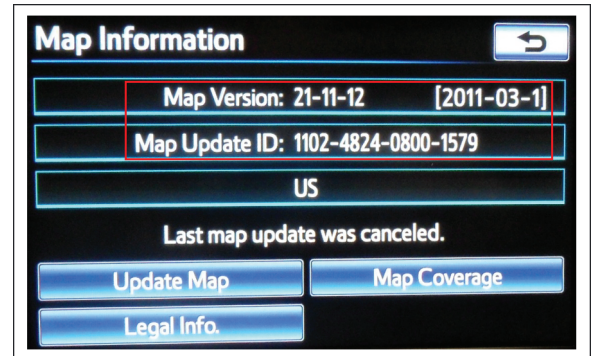 Map Information
Map Version: 21-11-12 [2011-03-1]
Map Update ID: 1102-4824-0800-1579
US
Last map update was canceled.
Update Map
Map Coverage
Legal Info.